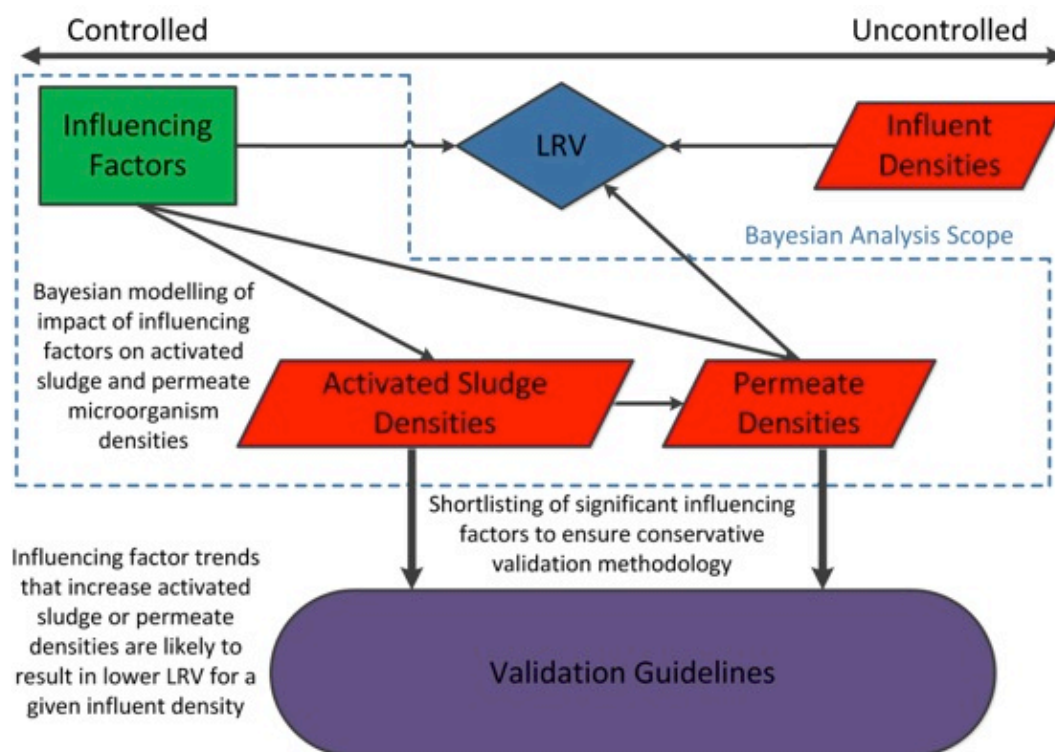 Controlled
Uncontrolled
Influencing
Factors
LRV
Influent
Densities
Bayesian Analysis Scope
Bayesian modelling of
impact of influencing
factors on activated
sludge and permeate
microorganism
densities
Activated Sludge
Densities
Permeate
Densities
Shortlisting of significant influencing
factors to ensure conservative
validation methodology
Influencing factor trends
that increase activated
sludge or permeate
densities are likely to
result in lower LRV for a
given influent density
Validation Guidelines